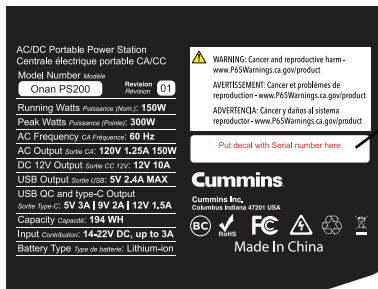 AC/DC Portable Power Station
Centrale électrique portable CA/CC
Model Number Modèle
Onan PS200
Revision
Révision
01
Running Watts Puissance (Nom.): 150W
Peak Watts Puissance (Pointe): 300W
AC Frequency CA Fréquence: 60 Hz
AC Output Sortie CA: 120V 1.25A 150W
DC 12V Output Sortie CC 12V: 12V 10A
USB Output Sortie USB: 5V 2.4A MAX
USB QC and type-C Output
Sortie Type-C: 5V 3A | 9V 2A | 12V 1.5A
Capacity Capacité: 194 WH
Input Contribution: 14-22V DC, up to 3A
Battery Type Type de batterie: Lithium-ion
WARNING: Cancer and reproductive harm -
www.P65Warnings.ca.gov/product
AVERTISSEMENT: Cancer et problèmes de
reproduction - www.P65Warnings.ca.gov/product
ADVERTENCIA: Cáncer y daños al sistema
reproductor - www.P65Warnings.ca.gov/product
Put decal with Serial number here
Cummins
Cummins Inc.
Columbus Indiana 47201 USA
BC
RoHS
FC
Made In China